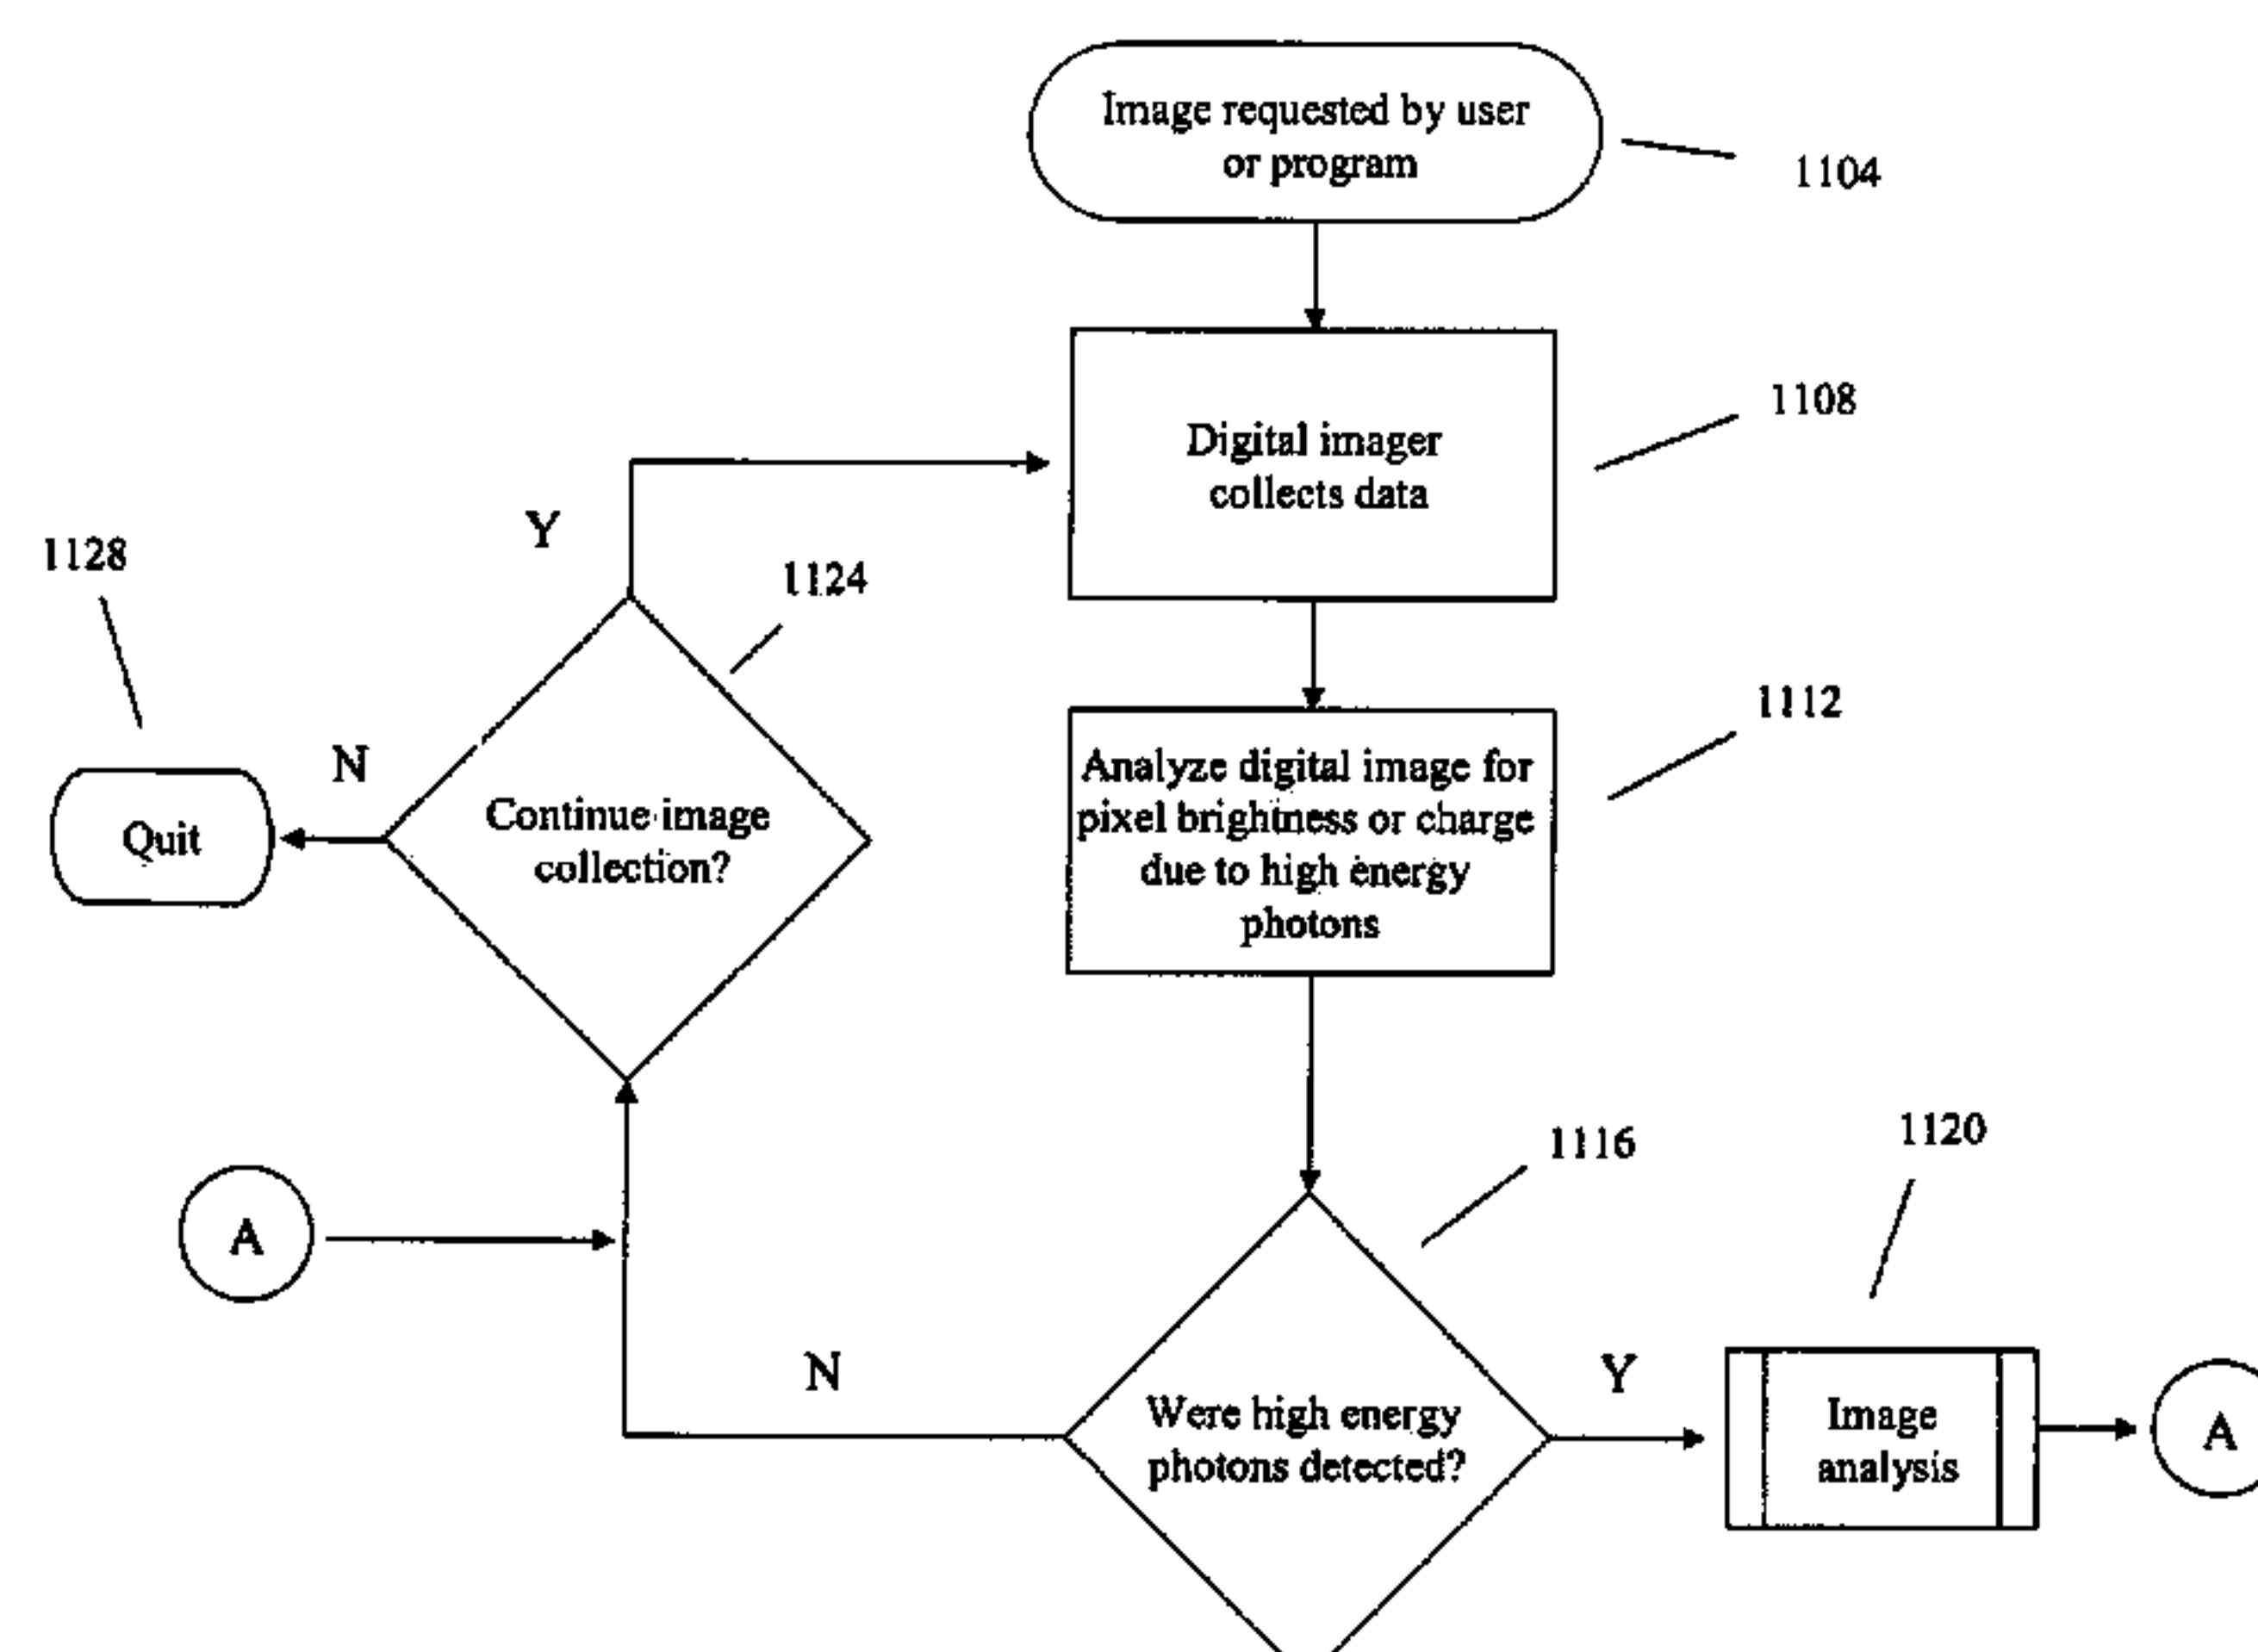 Image requested by user
or program
1104
Digital imager
collects data
1108
Y
1128
1124
N
Quit
Continue image
collection?
1112
Analyze digital image for
pixel brightness or charge
due to high energy
photons
1116
1120
A
N
Were high energy
photons detected?
Y
Image
analysis
A